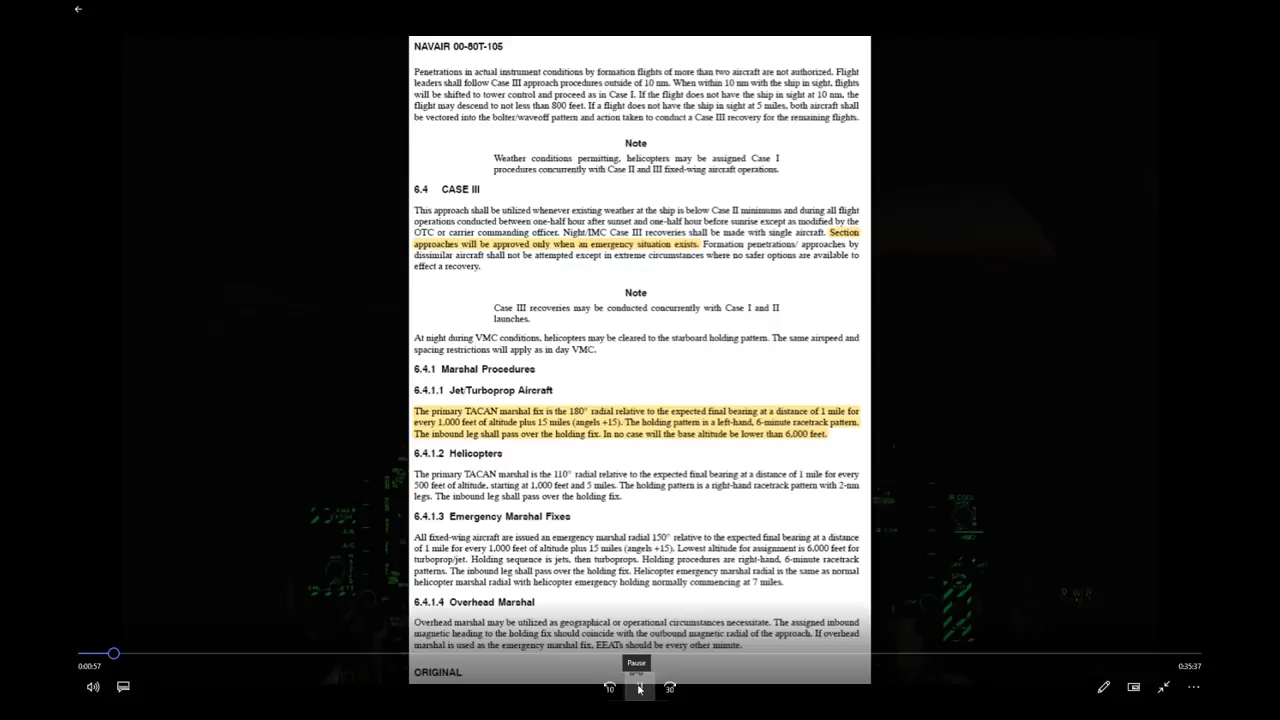 NAVAIR 00-80T-105
Penetrations in actual instrument conditions by formation flights of more than two aircraft are not authorized. Flight
leaders shall follow Case III approach procedures outside of 10 nm. When within 10 nm with the ship in sight, flights
will be shifted to tower control and proceed as in Case I. If the flight does not have the ship in sight at 10 nm, the
flight may descend to not less than 800 feet. If a flight does not have the ship in sight at 5 miles, both aircraft shall
be vectored into the bolter/waveoff pattern and action taken to conduct a Case III recovery for the remaining flights.
Note
Weather conditions permitting, helicopters may be assigned Case I
procedures concurrently with Case II and III fixed-wing aircraft operations.
6.4 CASE III
This approach shall be utilized whenever existing weather at the ship is below Case II minimums and during all flight
operations conducted between one-half hour after sunset and one-half hour before sunrise except as modified by the
OTC or carrier commanding officer. Night/IMC Case III recoveries shall be made with single aircraft. Section
approaches will be approved only when an emergency situation exists. Formation penetrations/ approaches by
dissimilar aircraft shall not be attempted except in extreme circumstances where no safer options are available to
effect a recovery.
Note
Case III recoveries may be conducted concurrently with Case I and II
launches.
At night during VMC conditions, helicopters may be cleared to the starboard holding pattern. The same airspeed and
spacing restrictions will apply as in day VMC.
6.4.1 Marshal Procedures
6.4.1.1 Jet/Turboprop Aircraft
The primary TACAN marshal fix is the 180° radial relative to the expected final bearing at a distance of 1 mile for
every 1,000 feet of altitude plus 15 miles (angels +15). The holding pattern is a left-hand, 6-minute racetrack pattern.
The inbound leg shall pass over the holding fix. In no case will the base altitude be lower than 6,000 feet.
6.4.1.2 Helicopters
The primary TACAN marshal is the 110° radial relative to the expected final bearing at a distance of 1 mile for every
500 feet of altitude, starting at 1,000 feet and 5 miles. The holding pattern is a right-hand racetrack pattern with 2-nm
legs. The inbound leg shall pass over the holding fix.
6.4.1.3 Emergency Marshal Fixes
All fixed-wing aircraft are issued an emergency marshal radial 150° relative to the expected final bearing at a distance
of 1 mile for every 1,000 feet of altitude plus 15 miles (angels +15). Lowest altitude for assignment is 6,000 feet for
turboprop/jet. Holding sequence is jets, then turboprops. Holding procedures are right-hand, 6-minute racetrack
patterns. The inbound leg shall pass over the holding fix. Helicopter emergency marshal radial is the same as normal
helicopter marshal radial with helicopter emergency holding normally commencing at 7 miles.
6.4.1.4 Overhead Marshal
Overhead marshal may be utilized as geographical or operational circumstances necessitate. The assigned inbound
magnetic heading to the holding fix should coincide with the outbound magnetic radial of the approach. If overhead
marshal is used as the emergency marshal fix, EEATs should be every other minute.
Pause
0:00:57
0:35:37
ORIGINAL
10
30